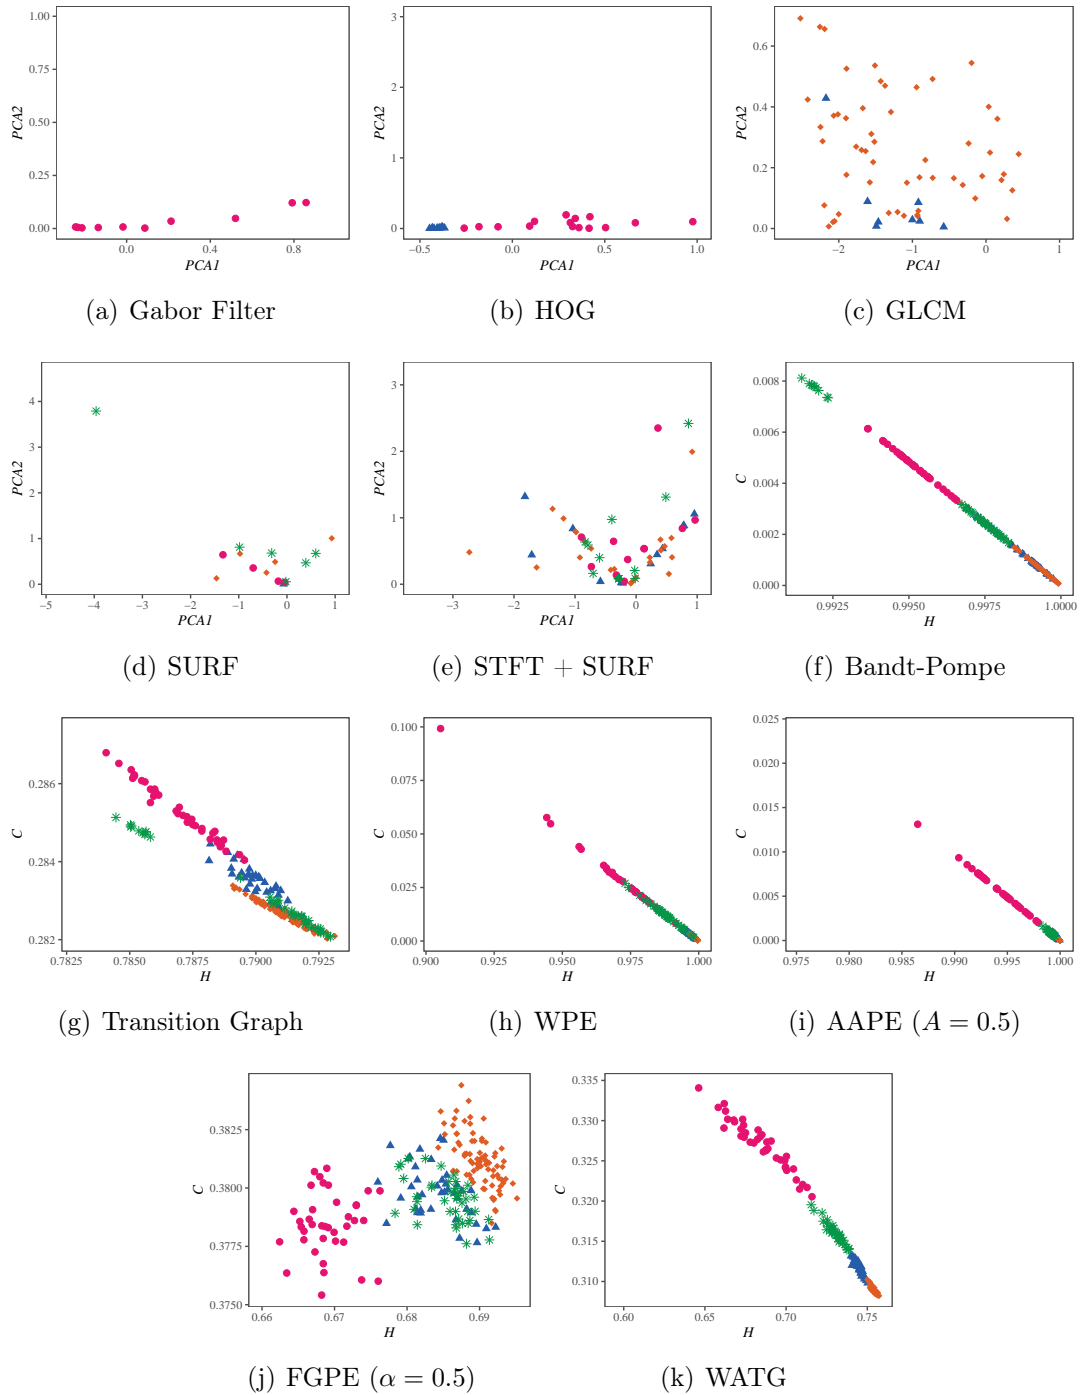 1.00
0.75
0.50
0.25
0.00
PCA2
0.0 0.4 0.8
PCA1
(a) Gabor Filter
3
2
1
0
PCA2
−0.5 0.0 0.5 1.0
PCA1
(b) HOG
0.6
0.4
0.2
0.0
PCA2
−2 −1 0 1
PCA1
(c) GLCM
4
3
2
1
0
PCA2
−5 −4 −3 −2 −1 0 1
PCA1
(d) SURF
3
2
1
0
PCA2
−3 −2 −1 0 1
PCA1
(e) STFT + SURF
0.008
0.006
0.004
0.002
0.000
C
0.9925 0.9950 0.9975 1.0000
H
(f) Bandt-Pompe
0.286
0.284
0.282
C
0.7825 0.7850 0.7875 0.7900 0.7925
H
(g) Transition Graph
0.100
0.075
0.050
0.025
0.000
C
0.900 0.925 0.950 0.975 1.000
H
(h) WPE
0.025
0.020
0.015
0.010
0.005
0.000
C
0.975 0.980 0.985 0.990 0.995 1.000
H
(i) AAPE (A = 0.5)
0.3825
0.3800
0.3775
0.3750
C
0.66 0.67 0.68 0.69
H
(j) FGPE (α = 0.5)
0.335
0.330
0.325
0.320
0.315
0.310
C
0.60 0.65 0.70 0.75
H
(k) WATG